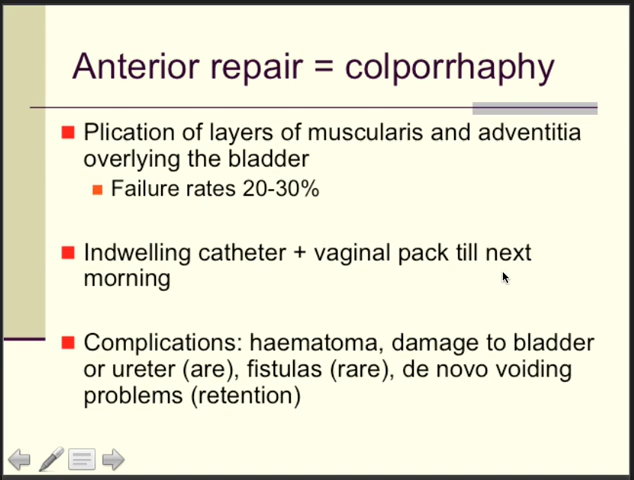 Anterior repair = colporrhaphy
Plication of layers of muscularis and adventitia
overlying the bladder
Failure rates 20-30%
Indwelling catheter + vaginal pack till next
morning
Complications: haematoma, damage to bladder
or ureter (are), fistulas (rare), de novo voiding
problems (retention)